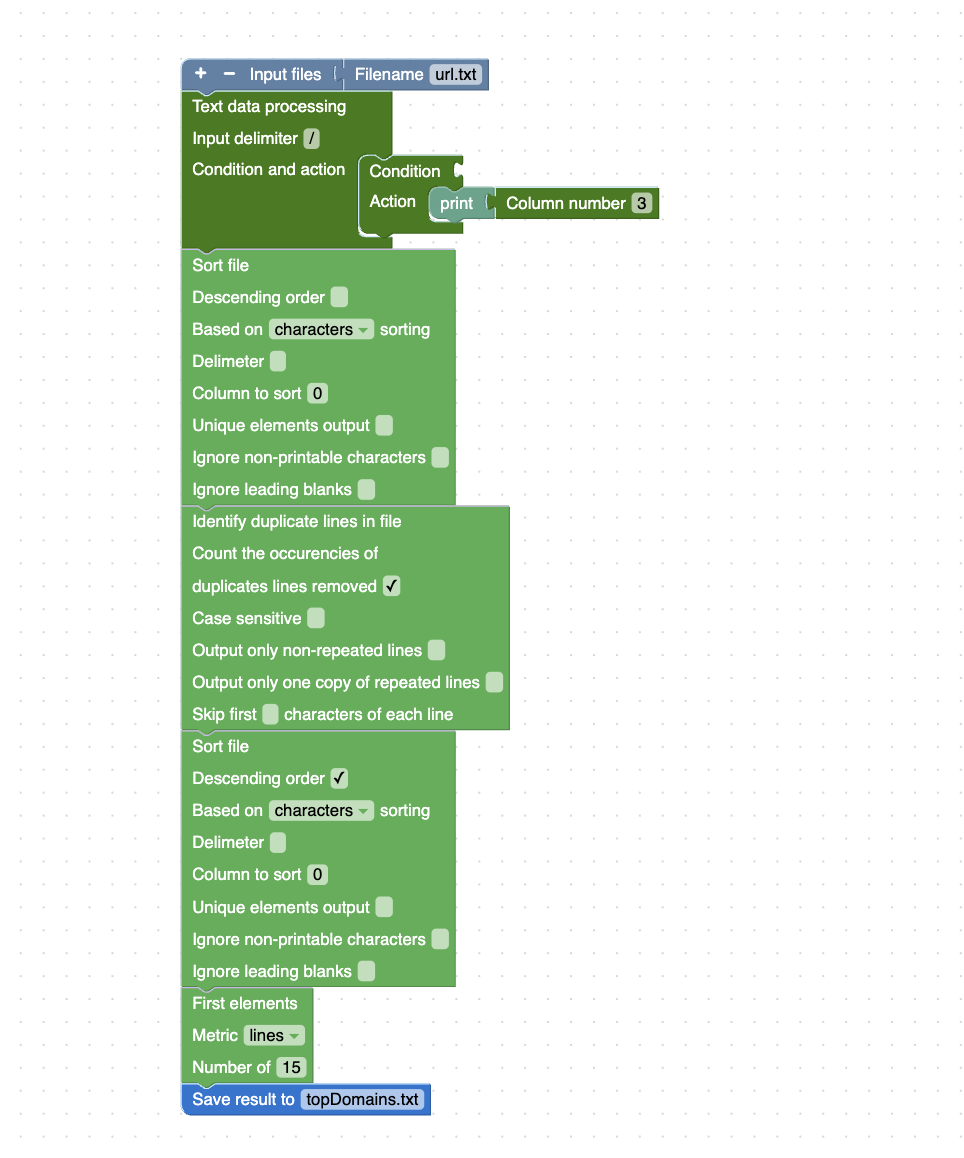 + − Input files Filename url.txt
Text data processing
Input delimiter /
Condition and action Condition
Action print Column number 3
Sort file
Descending order
Based on characters sorting
Delimeter
Column to sort 0
Unique elements output
Ignore non-printable characters
Ignore leading blanks
Identify duplicate lines in file
Count the occurencies of
duplicates lines removed ✓
Case sensitive
Output only non-repeated lines
Output only one copy of repeated lines
Skip first characters of each line
Sort file
Descending order ✓
Based on characters sorting
Delimeter
Column to sort 0
Unique elements output
Ignore non-printable characters
Ignore leading blanks
First elements
Metric lines
Number of 15
Save result to topDomains.txt